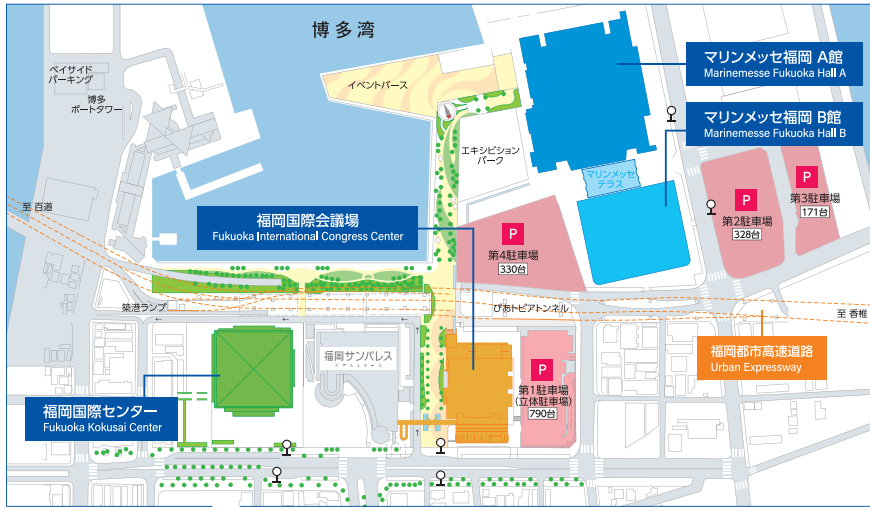 博多湾
マリンメッセ福岡 A館
Marinemesse Fukuoka Hall A
ベイサイド
パーキング
イベントバース
博多
ポートタワー
マリンメッセ福岡 B館
Marinemesse Fukuoka Hall B
エキシビション
パーク
マリンメッセ
テラス
P
第3駐車場
171台
P
第2駐車場
328台
至 百道
福岡国際会議場
Fukuoka International Congress Center
P
第4駐車場
330台
築港ランプ
ぴあトピアトンネル
至 香椎
福岡サンパレス
ホテル&ホール
福岡都市高速道路
Urban Expressway
P
第1駐車場
(立体駐車場)
790台
福岡国際センター
Fukuoka Kokusai Center